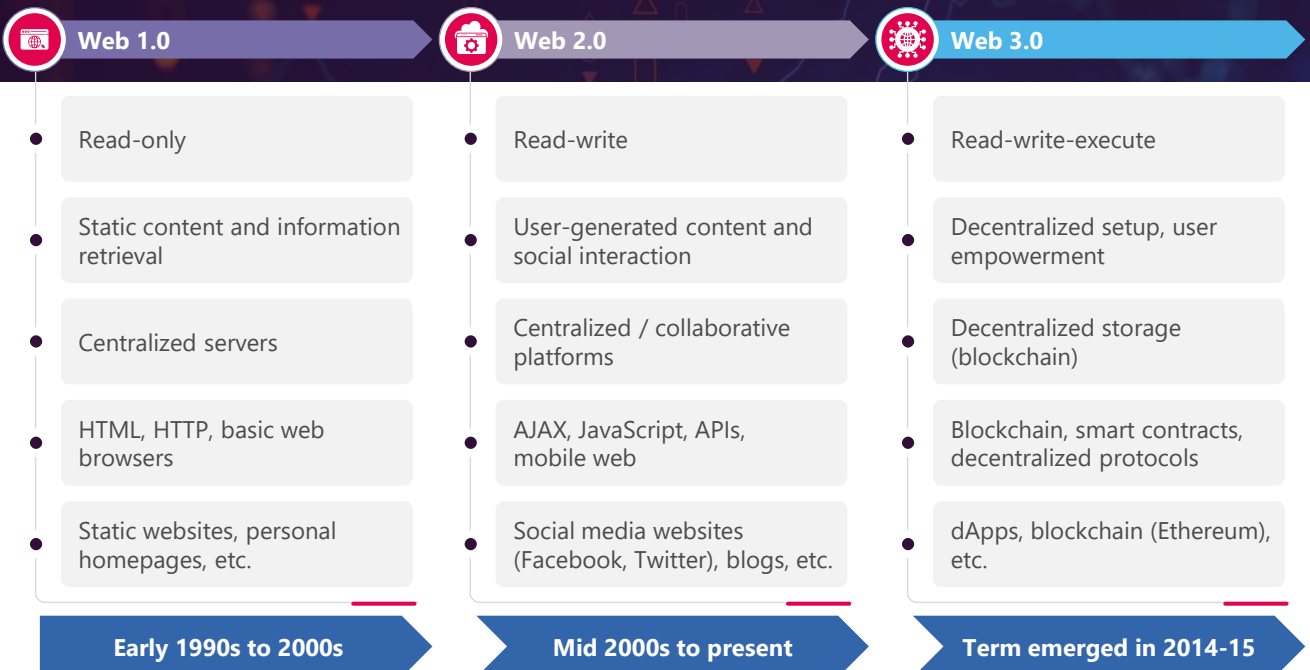 Web 1.0
Read-only
Static content and information
retrieval
Centralized servers
HTML, HTTP, basic web
browsers
Static websites, personal
homepages, etc.
Early 1990s to 2000s
Web 2.0
Read-write
User-generated content and
social interaction
Centralized / collaborative
platforms
AJAX, JavaScript, APIs,
mobile web
Social media websites
(Facebook, Twitter), blogs, etc.
Mid 2000s to present
Web 3.0
Read-write-execute
Decentralized setup, user
empowerment
Decentralized storage
(blockchain)
Blockchain, smart contracts,
decentralized protocols
dApps, blockchain (Ethereum),
etc.
Term emerged in 2014-15